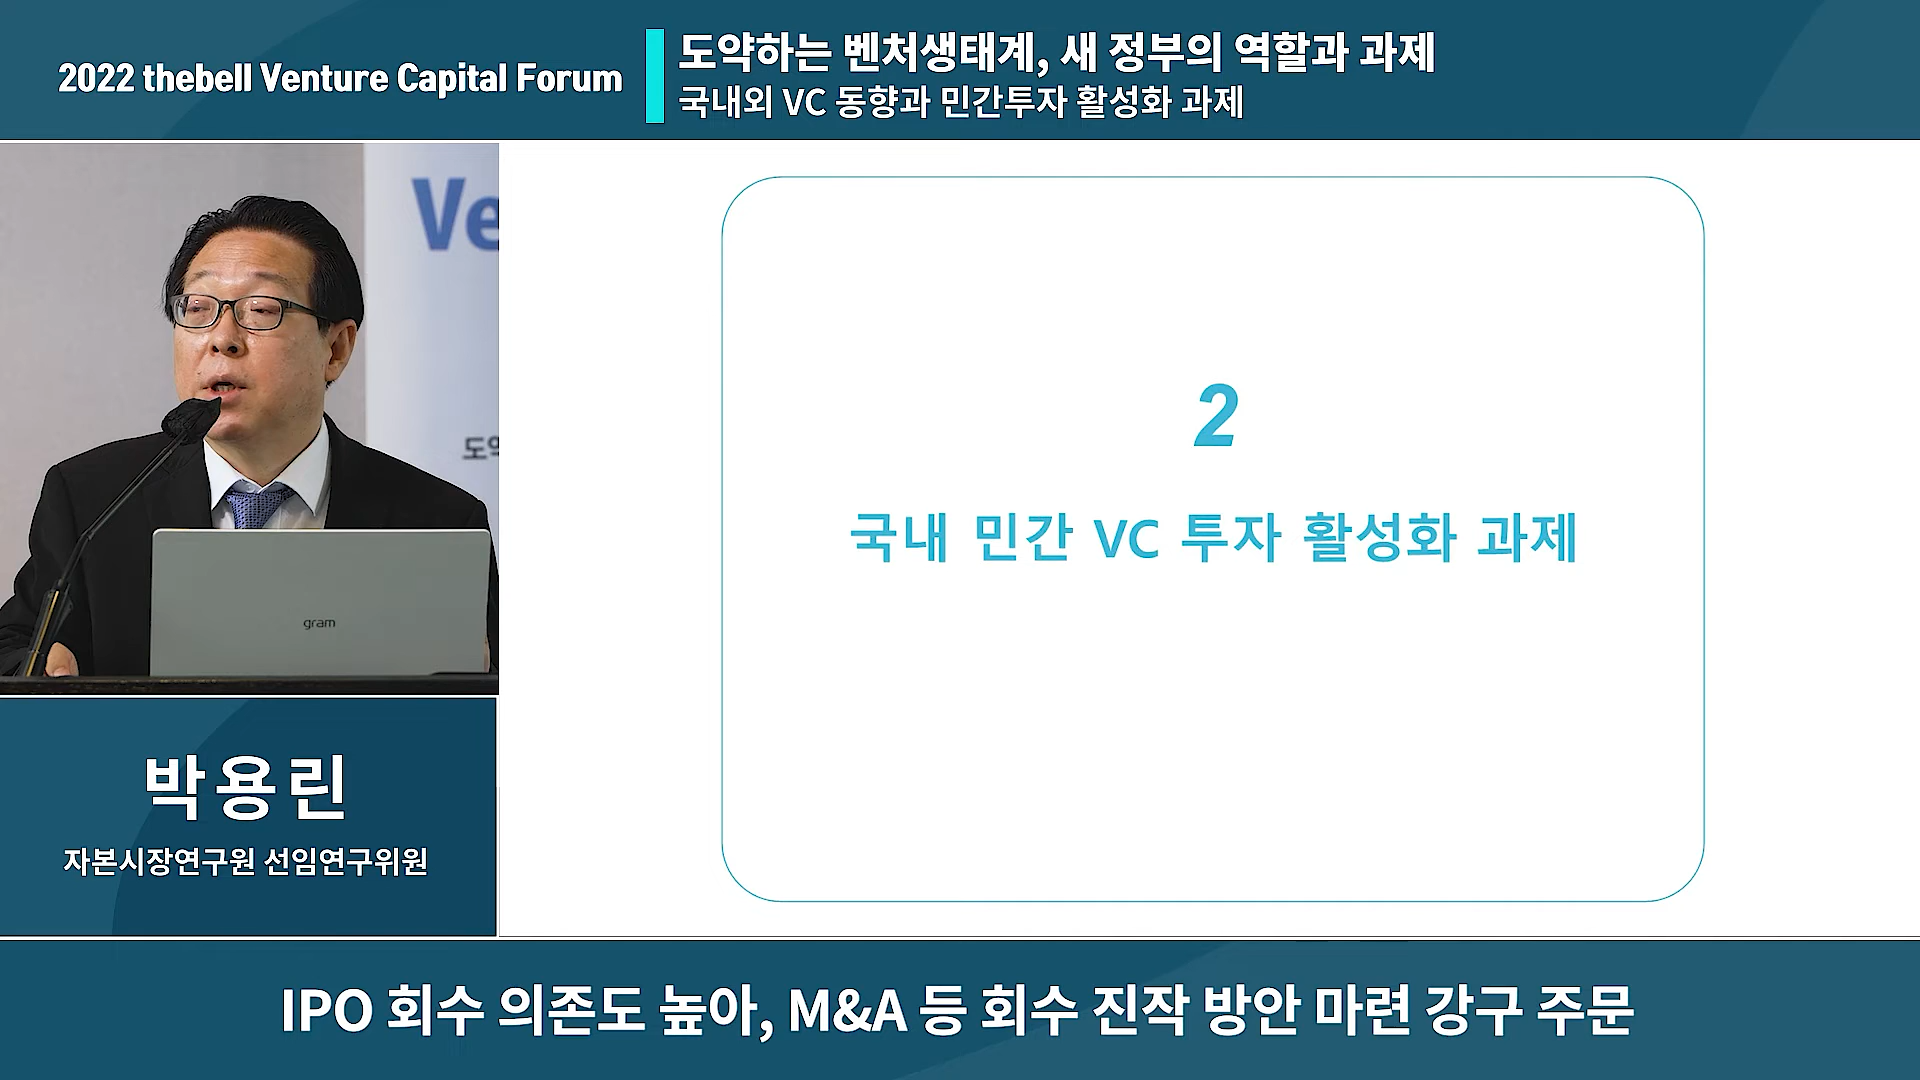 2022 thebell Venture Capital Forum
도약하는 벤처생태계, 새 정부의 역할과 과제
국내외 VC 동향과 민간투자 활성화 과제
Ve
도약
gram
2
국내 민간 VC 투자 활성화 과제
박용린
자본시장연구원 선임연구위원
IPO 회수 의존도 높아, M&A 등 회수 진작 방안 마련 강구 주문